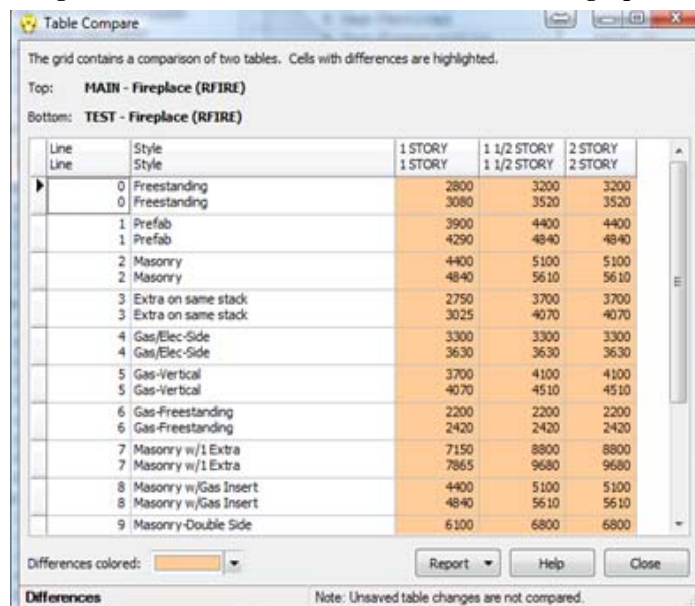 Table Compare
The grid contains a comparison of two tables. Cells with differences are highlighted.
Top: MAIN - Fireplace (RFIRE)
Bottom: TEST - Fireplace (RFIRE)
Line Style 1 STORY 1 1/2 STORY 2 STORY
Line Style 1 STORY 1 1/2 STORY 2 STORY
0 Freestanding 2800 3200 3200
0 Freestanding 3080 3520 3520
1 Prefab 3900 4400 4400
1 Prefab 4290 4840 4840
2 Masonry 4400 5100 5100
2 Masonry 4840 5610 5610
3 Extra on same stack 2750 3700 3700
3 Extra on same stack 3025 4070 4070
4 Gas/Elec-Side 3300 3300 3300
4 Gas/Elec-Side 3630 3630 3630
5 Gas-Vertical 3700 4100 4100
5 Gas-Vertical 4070 4510 4510
6 Gas-Freestanding 2200 2200 2200
6 Gas-Freestanding 2420 2420 2420
7 Masonry w/1 Extra 7150 8800 8800
7 Masonry w/1 Extra 7865 9680 9680
8 Masonry w/Gas Insert 4400 5100 5100
8 Masonry w/Gas Insert 4840 5610 5610
9 Masonry-Double Side 6100 6800 6800
Differences colored: Report Help Close
Differences Note: Unsaved table changes are not compared.